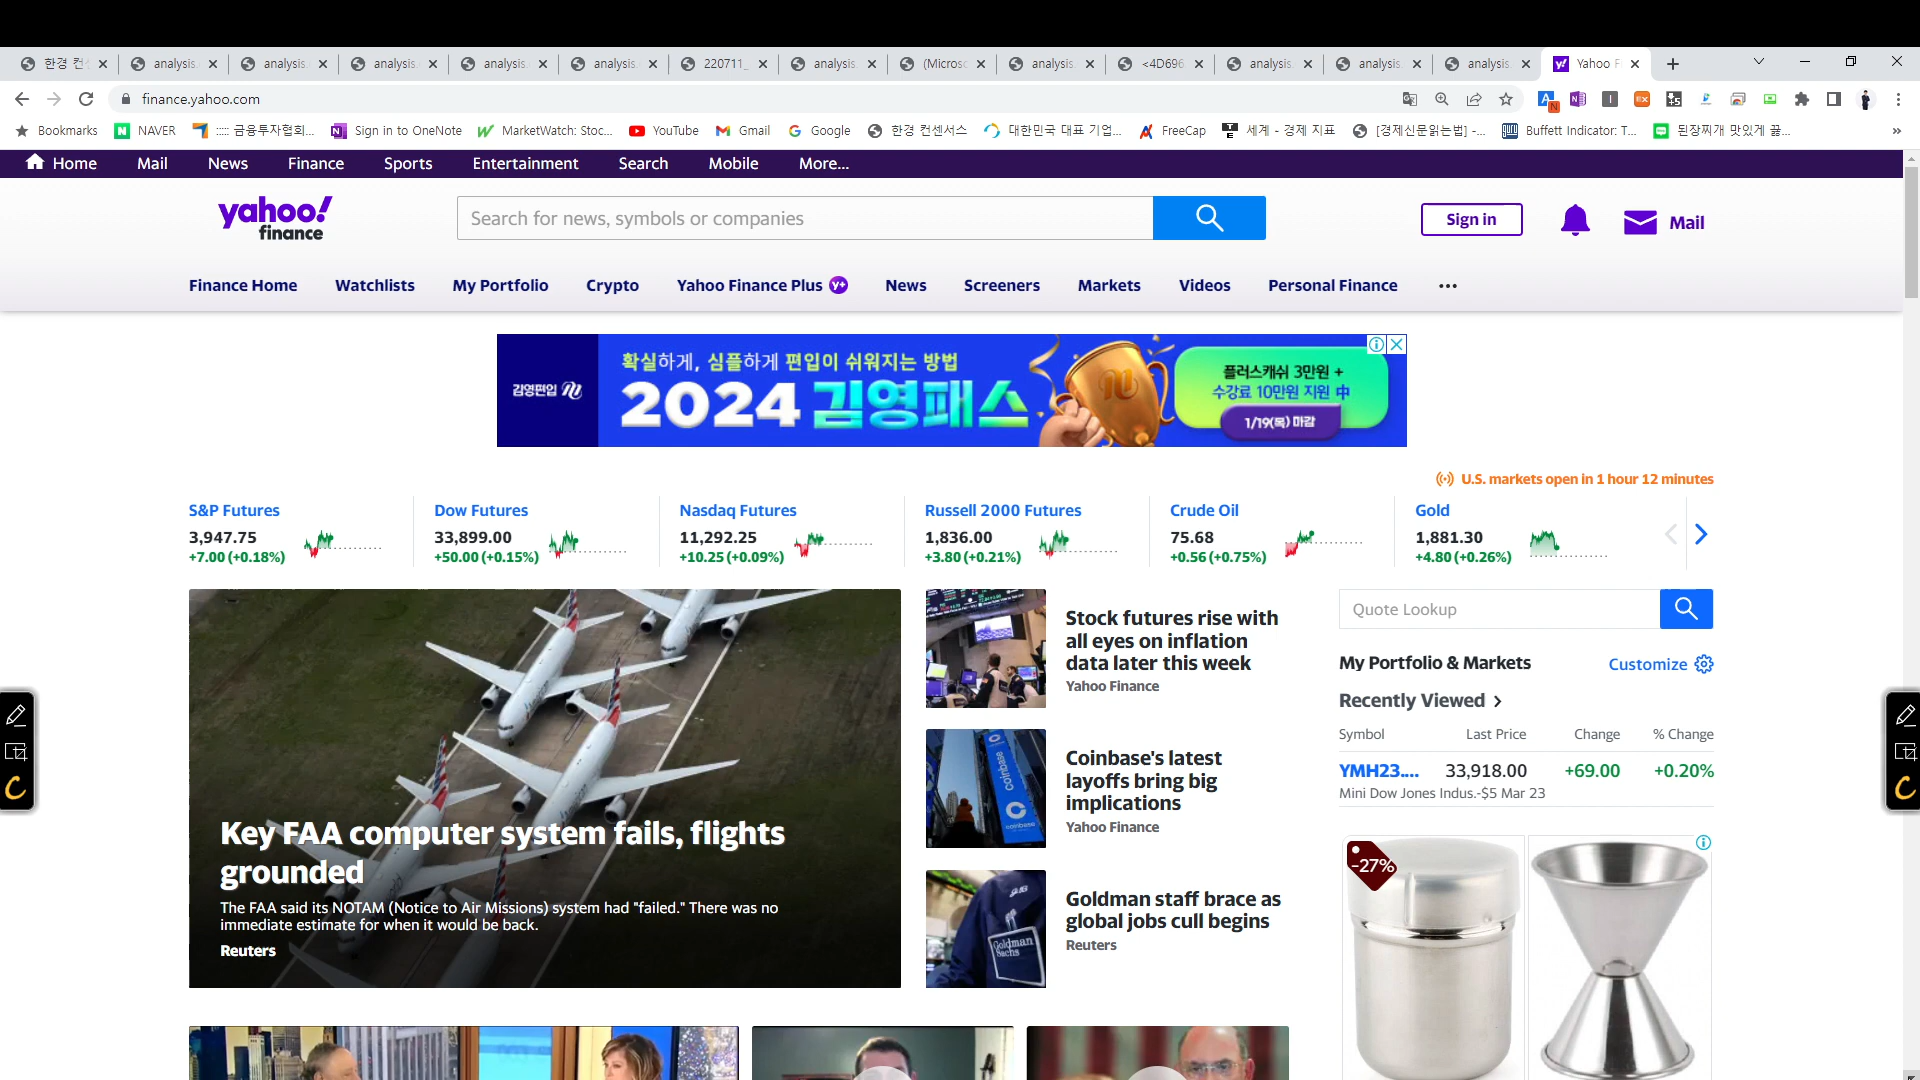 한경 컨
analysis.
analysis.
analysis.
analysis.
analysis.
220711_
analysis.
(Microsc
analysis.
<4D696
analysis.
analysis.
analysis.
Yahoo F
finance.yahoo.com
Bookmarks
NAVER
::::: 금융투자협회...
Sign in to OneNote
MarketWatch: Stoc...
YouTube
Gmail
Google
한경 컨센서스
대한민국 대표 기업...
FreeCap
세계 - 경제 지표
[경제신문읽는법] -...
Buffett Indicator: T...
된장찌개 맛있게 끓...
»
Home Mail News Finance Sports Entertainment Search Mobile More...
yahoo!
finance
Search for news, symbols or companies
Sign in
Mail
Finance Home Watchlists My Portfolio Crypto Yahoo Finance Plus Y+ News Screeners Markets Videos Personal Finance ...
김영편입
확실하게, 심플하게 편입이 쉬워지는 방법
2024 김영패스
플러스캐쉬 3만원 +
수강료 10만원 지원 中
1/19(목) 마감
U.S. markets open in 1 hour 12 minutes
S&P Futures
3,947.75
+7.00 (+0.18%)
Dow Futures
33,899.00
+50.00 (+0.15%)
Nasdaq Futures
11,292.25
+10.25 (+0.09%)
Russell 2000 Futures
1,836.00
+3.80 (+0.21%)
Crude Oil
75.68
+0.56 (+0.75%)
Gold
1,881.30
+4.80 (+0.26%)
Key FAA computer system fails, flights
grounded
The FAA said its NOTAM (Notice to Air Missions) system had "failed." There was no
immediate estimate for when it would be back.
Reuters
Stock futures rise with
all eyes on inflation
data later this week
Yahoo Finance
coinbase
coinbase
Coinbase's latest
layoffs bring big
implications
Yahoo Finance
Goldman
Sachs
Goldman staff brace as
global jobs cull begins
Reuters
Quote Lookup
My Portfolio & Markets
Customize
Recently Viewed >
Symbol Last Price Change % Change
YMH23.... 33,918.00 +69.00 +0.20%
Mini Dow Jones Indus.-$5 Mar 23
-27%